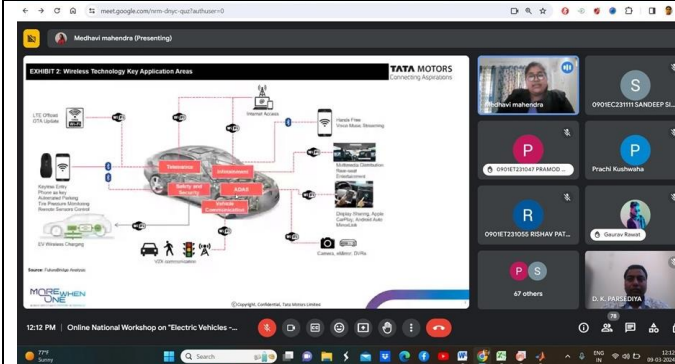 meet.google.com/nrm-dnyc-quz?authuser=0
Medhavi mahendra (Presenting)
EXHIBIT 2: Wireless Technology Key Application Areas
TATA MOTORS
Connecting Aspirations
LTE Offload
OTA Update
Internet Access
Hands Free
Voice Music Streaming
Telematics
Infotainment
Safety and
Security
ADAS
Vehicle
Communication
Multimedia Distribution
Rear-seat
Entertainment
Keyless Entry
Phone as key
Automated Parking
Tire Pressure Monitoring
Remote Sensors Control
Display Sharing, Apple
CarPlay, Android Auto
MirrorLink
EV Wireless Charging
V2X communication
Camera, eMirror, DVRs
Source: FutureBridge Analysis
MOREWHEN
ONE
©Copyright, Confidential, Tata Motors Limited
Medhavi mahendra
S
0901EC231111 SANDEEP SI...
P
0901ET231047 PRAMOD ...
P
Prachi Kushwaha
R
0901ET231055 RISHAV PAT...
Gaurav Rawat
P S
67 others
D. K. PARSEDIYA
12:12 PM | Online National Workshop on "Electric Vehicles -...
78
77°F
Sunny
Search
ENG
IN
12:12
09-03-2024